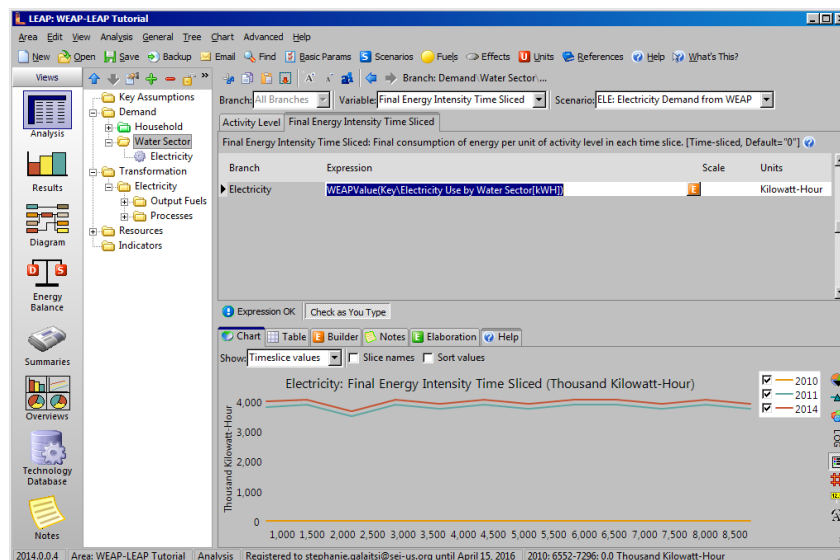 LEAP: WEAP-LEAP Tutorial
Area Edit View Analysis General Tree Chart Advanced Help
New Open Save Backup Email Find Basic Params Scenarios Fuels Effects Units References Help What's This?
Views
Branch: Demand\Water Sector\...
Branch: All Branches Variable: Final Energy Intensity Time Sliced Scenario: ELE: Electricity Demand from WEAP
Activity Level Final Energy Intensity Time Sliced
Final Energy Intensity Time Sliced: Final consumption of energy per unit of activity level in each time slice. [Time-sliced, Default="0"]
Branch Expression Scale Units
Electricity WEAPValue(Key\Electricity Use by Water Sector[kWH]) Kilowatt-Hour
Key Assumptions
Demand
Household
Water Sector
Electricity
Transformation
Electricity
Output Fuels
Processes
Resources
Indicators
Analysis
Results
Diagram
Energy
Balance
Summaries
Overviews
Technology
Database
Notes
Expression OK Check as You Type
Chart Table Builder Notes Elaboration Help
Show: Timeslice values Slice names Sort values
Electricity: Final Energy Intensity Time Sliced (Thousand Kilowatt-Hour)
2010
2011
2014
Thousand Kilowatt-Hour
4,000
3,000
2,000
1,000
0
1,000 1,500 2,000 2,500 3,000 3,500 4,000 4,500 5,000 5,500 6,000 6,500 7,000 7,500 8,000 8,500
LOG
2014.0.0.4 Area: WEAP-LEAP Tutorial Analysis Registered to stephanie.galaitsi@sei-us.org until April 15, 2016 2010: 6552-7296: 0.0 Thousand Kilowatt-Hour